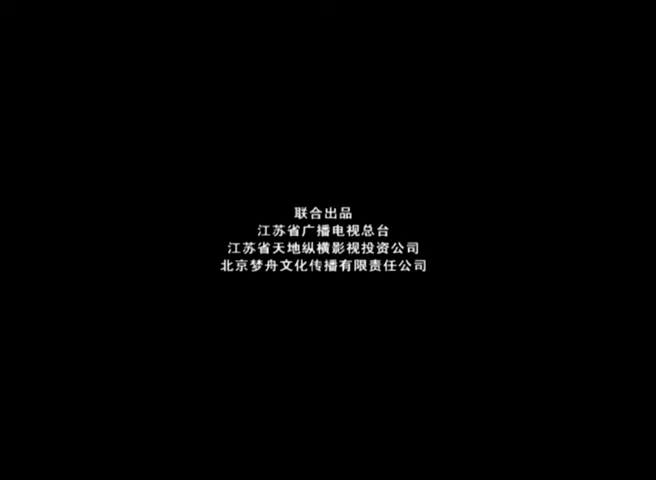 联合出品
江苏省广播电视总台
江苏省天地纵横影视投资公司
北京梦舟文化传播有限责任公司